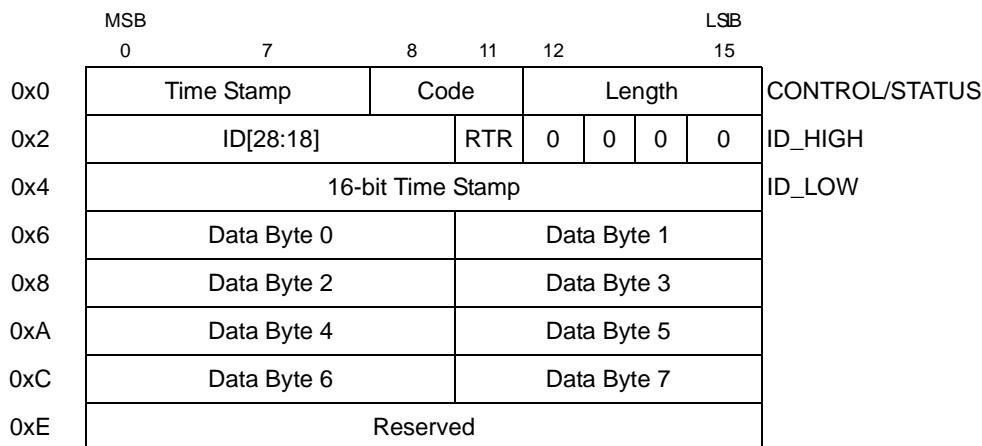 MSB LSB
0 7 8 11 12 15
0x0 Time Stamp Code Length CONTROL/STATUS
0x2 ID[28:18] RTR 0 0 0 0 ID_HIGH
0x4 16-bit Time Stamp ID_LOW
0x6 Data Byte 0 Data Byte 1
0x8 Data Byte 2 Data Byte 3
0xA Data Byte 4 Data Byte 5
0xC Data Byte 6 Data Byte 7
0xE Reserved